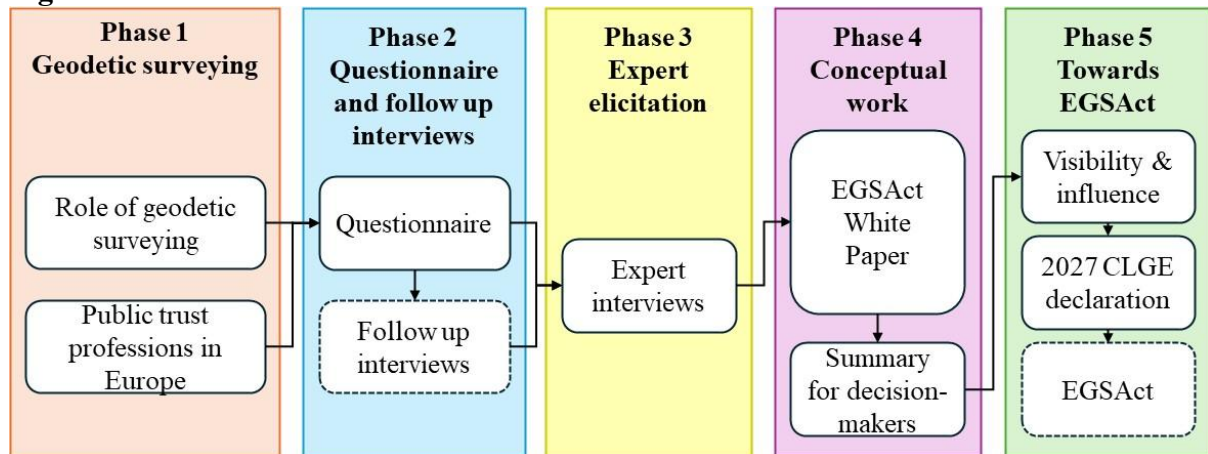 Phase 1
Geodetic surveying
Role of geodetic
surveying
Public trust
professions in
Europe
Phase 2
Questionnaire
and follow up
interviews
Questionnaire
Follow up
interviews
Phase 3
Expert
elicitation
Expert
interviews
Phase 4
Conceptual
work
EGSAct
White
Paper
Summary
for decision-
makers
Phase 5
Towards
EGSAct
Visibility &
influence
2027 CLGE
declaration
EGSAct